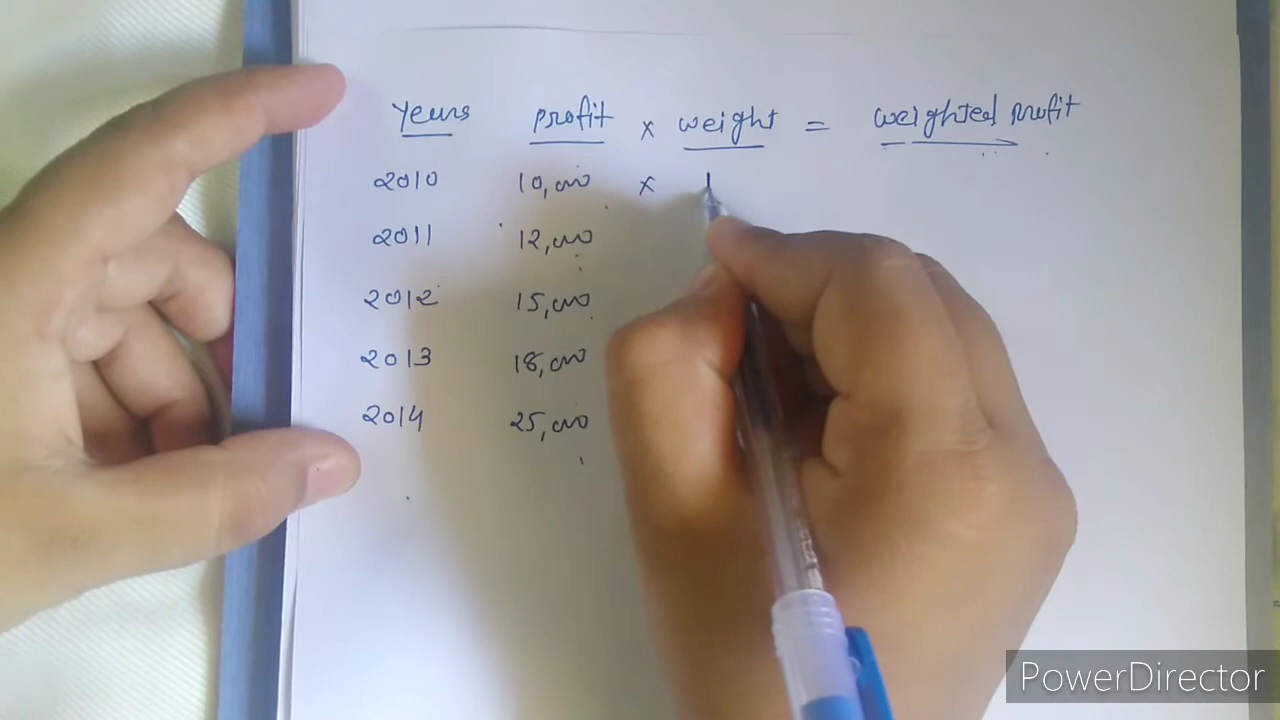 Years profit × weight = weighted profit
2010 10,000 × 1
2011 12,000
2012 15,000
2013 18,000
2014 25,000
PowerDirector